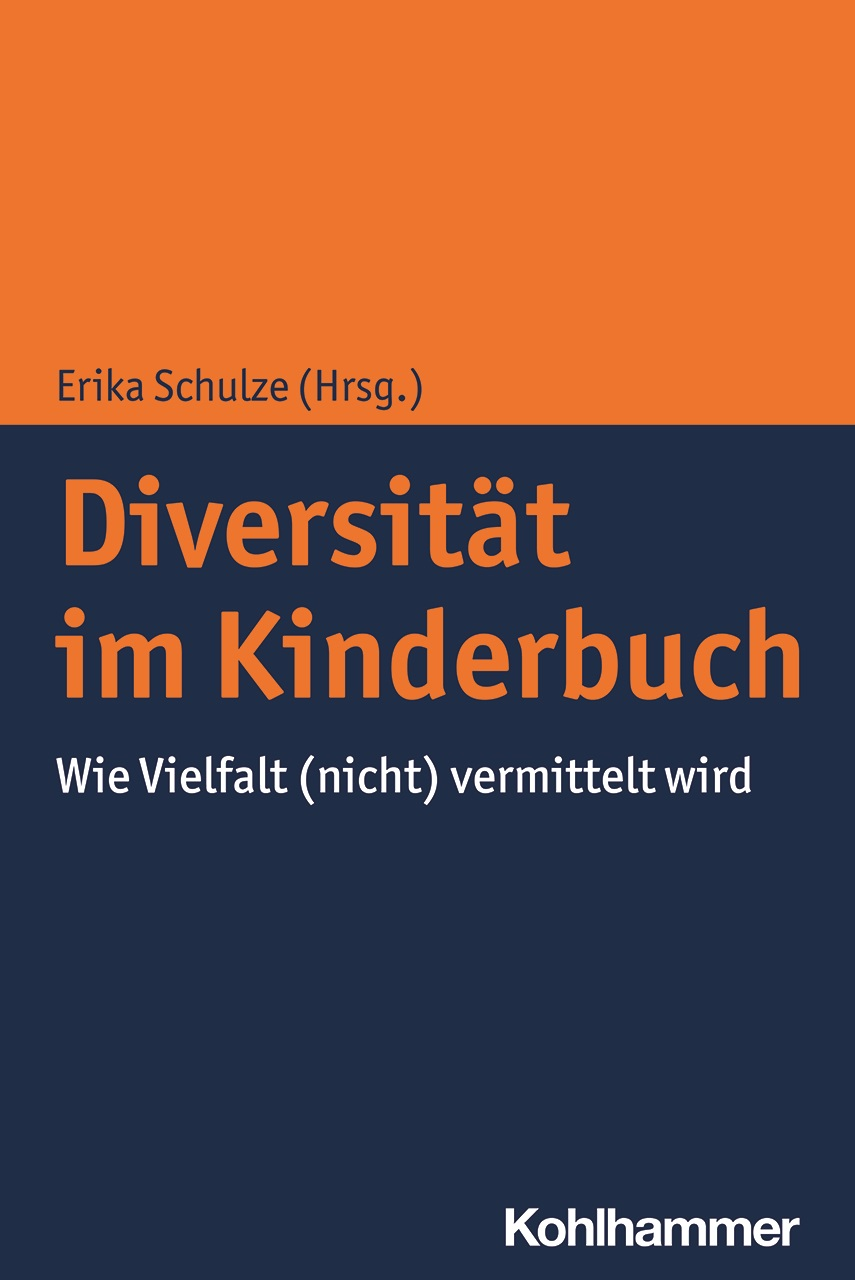 Erika Schulze (Hrsg.)
Diversität
im Kinderbuch
Wie Vielfalt (nicht) vermittelt wird
Kohlhammer